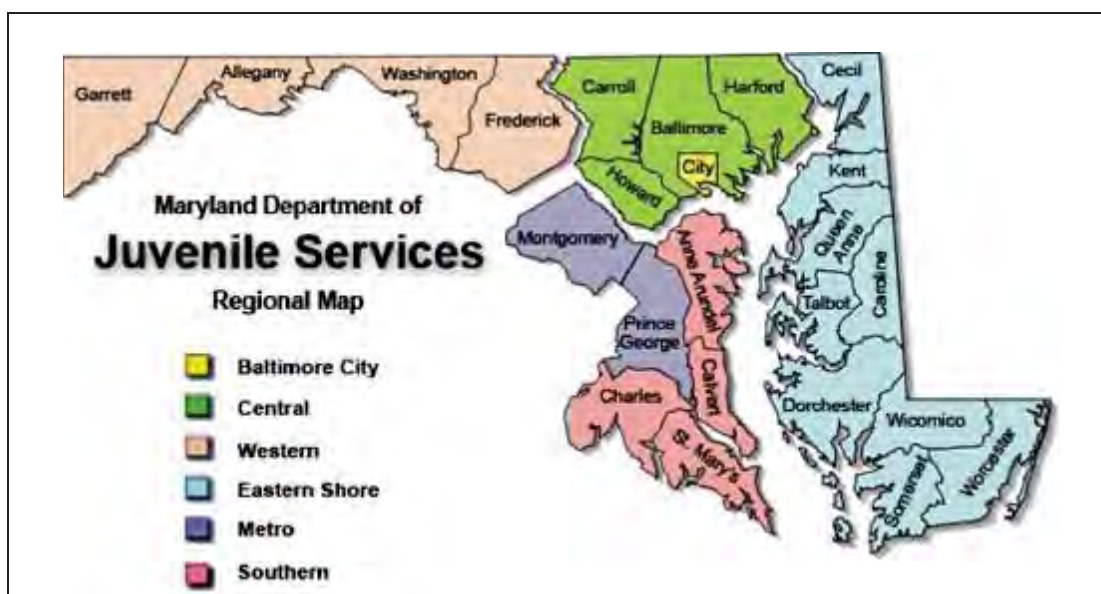 Garrett
Allegany
Washington
Frederick
Carroll
Baltimore
Harford
City
Howard
Cecil
Kent
Queen
Anne
Talbot
Caroline
Montgomery
Prince
George
Anne Arundel
Calvert
Charles
St. Mary's
Dorchester
Wicomico
Somerset
Worcester
Maryland Department of
Juvenile Services
Regional Map
Baltimore City
Central
Western
Eastern Shore
Metro
Southern